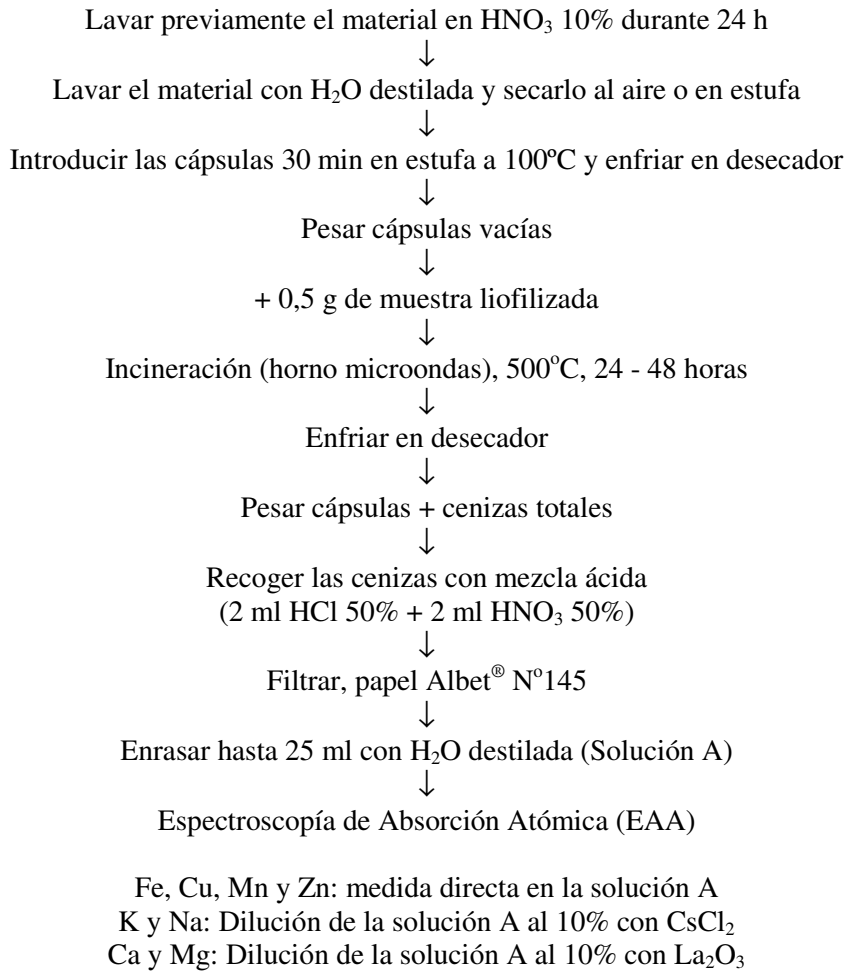 Lavar previamente el material en HNO₃ 10% durante 24 h
↓
Lavar el material con H₂O destilada y secarlo al aire o en estufa
↓
Introducir las cápsulas 30 min en estufa a 100ºC y enfriar en desecador
↓
Pesar cápsulas vacías
↓
+ 0,5 g de muestra liofilizada
↓
Incineración (horno microondas), 500ºC, 24 - 48 horas
↓
Enfriar en desecador
↓
Pesar cápsulas + cenizas totales
↓
Recoger las cenizas con mezcla ácida
(2 ml HCl 50% + 2 ml HNO₃ 50%)
↓
Filtrar, papel Albet® Nº145
↓
Enrasar hasta 25 ml con H₂O destilada (Solución A)
↓
Espectroscopía de Absorción Atómica (EAA)
Fe, Cu, Mn y Zn: medida directa en la solución A
K y Na: Dilución de la solución A al 10% con CsCl₂
Ca y Mg: Dilución de la solución A al 10% con La₂O₃